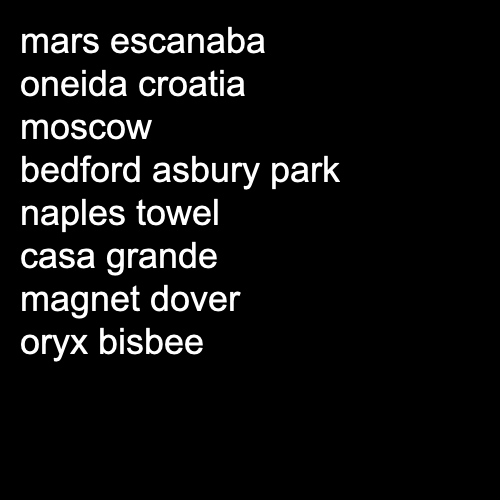 mars escanaba
oneida croatia
moscow
bedford asbury park
naples towel
casa grande
magnet dover
oryx bisbee